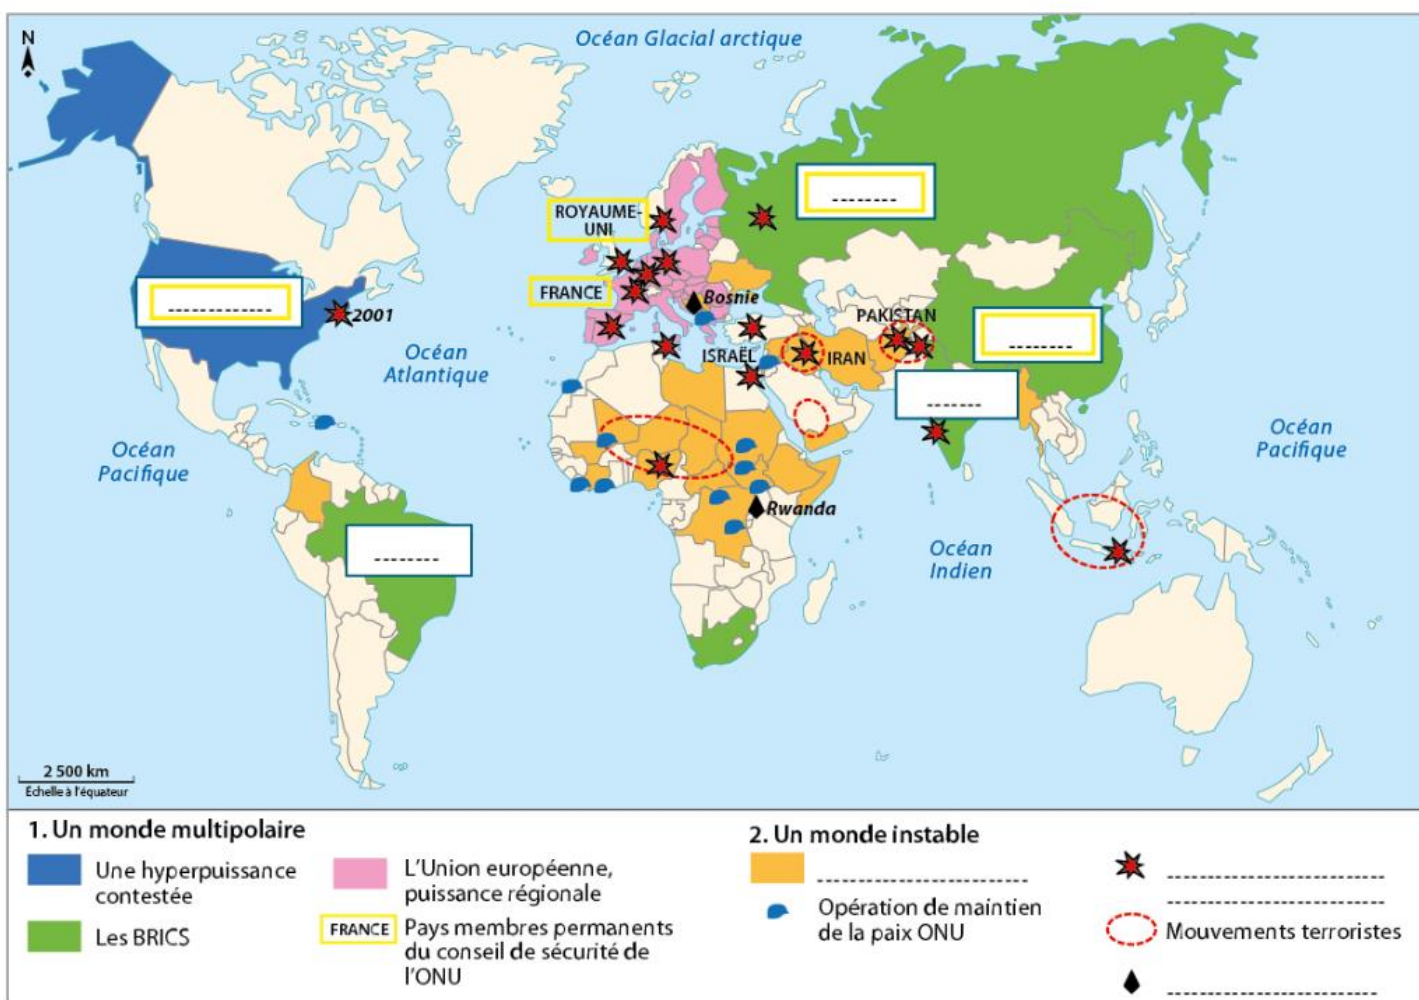 N
Océan Glacial arctique
--------
ROYAUME-
UNI
FRANCE
Bosnie
PAKISTAN
-------------
2001
--------
ISRAËL
IRAN
Océan
Atlantique
-------
Océan
Pacifique
Océan
Pacifique
Rwanda
--------
Océan
Indien
2 500 km
Échelle à l'équateur
1. Un monde multipolaire
Une hyperpuissance
contestée
Les BRICS
L'Union européenne,
puissance régionale
FRANCE
Pays membres permanents
du conseil de sécurité de
l'ONU
2. Un monde instable
--------------------------
Opération de maintien
de la paix ONU
---------------------------
---------------------------
Mouvements terroristes
--------------------------